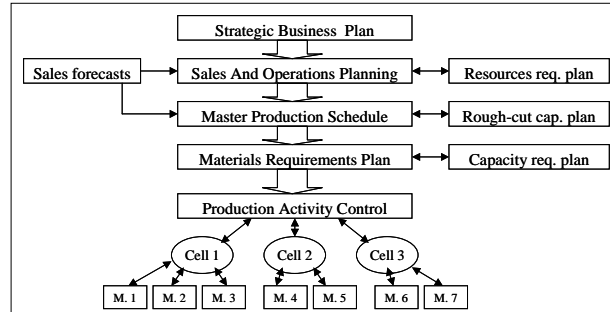 Strategic Business Plan
Sales forecasts
Sales And Operations Planning
Resources req. plan
Master Production Schedule
Rough-cut cap. plan
Materials Requirements Plan
Capacity req. plan
Production Activity Control
Cell 1
Cell 2
Cell 3
M. 1
M. 2
M. 3
M. 4
M. 5
M. 6
M. 7